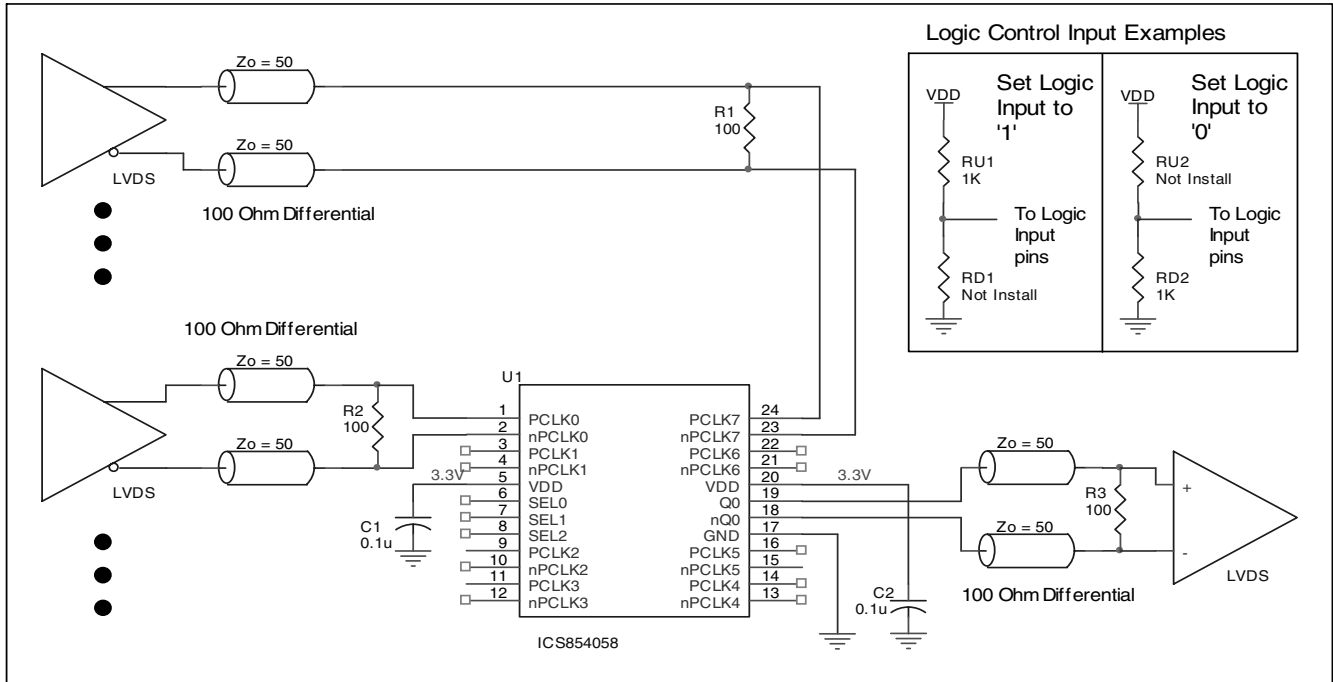 Logic Control Input Examples
Zo = 50
Zo = 50
LVDS
100 Ohm Differential
R1
100
VDD
Set Logic
Input to
'1'
RU1
1K
To Logic
Input
pins
RD1
Not Install
VDD
Set Logic
Input to
'0'
RU2
Not Install
To Logic
Input
pins
RD2
1K
100 Ohm Differential
Zo = 50
Zo = 50
LVDS
R2
100
3.3V
C1
0.1u
U1
1 PCLK0
2 nPCLK0
3 PCLK1
4 nPCLK1
5 VDD
6 SEL0
7 SEL1
8 SEL2
9 PCLK2
10 nPCLK2
11 PCLK3
12 nPCLK3
PCLK7 24
nPCLK7 23
PCLK6 22
nPCLK6 21
VDD 20
Q0 19
nQ0 18
GND 17
PCLK5 16
nPCLK5 15
PCLK4 14
nPCLK4 13
ICS854058
3.3V
C2
0.1u
Zo = 50
Zo = 50
R3
100
+
-
LVDS
100 Ohm Differential